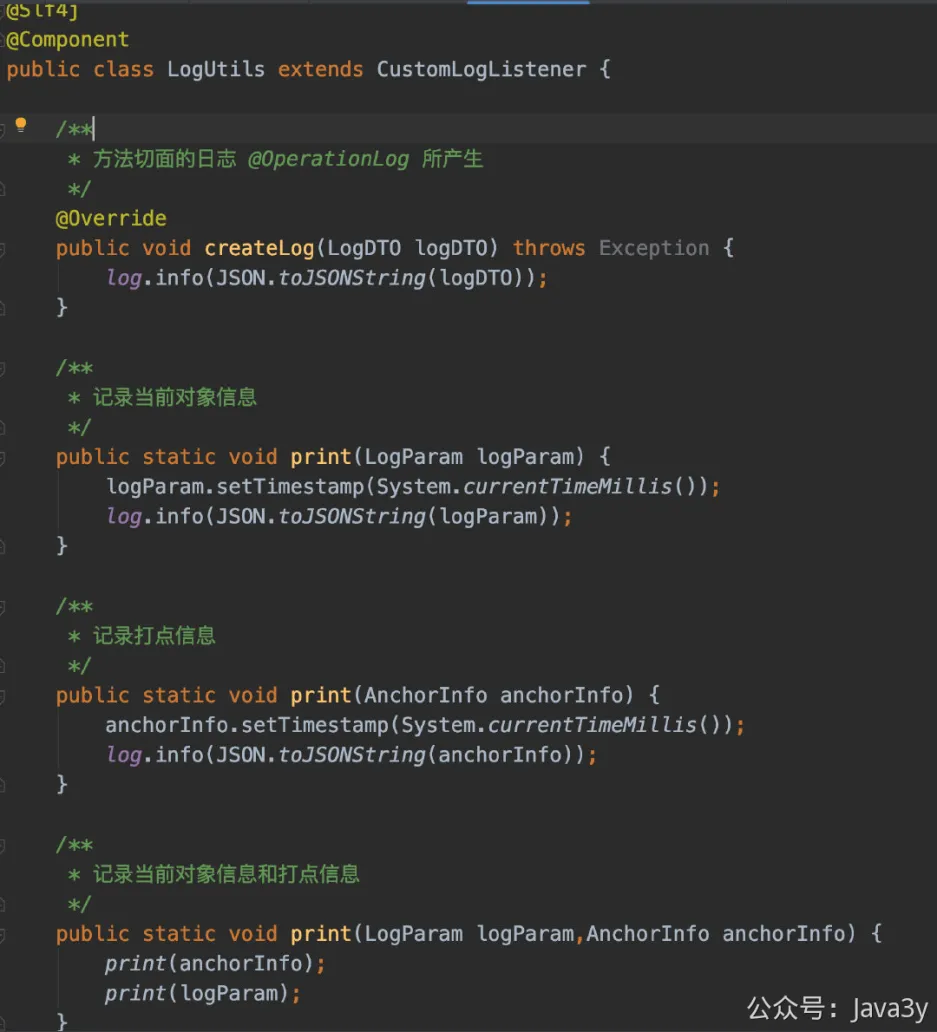 @Slf4j
@Component
public class LogUtils extends CustomLogListener {
/**
* 方法切面的日志 @OperationLog 所产生
*/
@Override
public void createLog(LogDTO logDTO) throws Exception {
log.info(JSON.toJSONString(logDTO));
}
/**
* 记录当前对象信息
*/
public static void print(LogParam logParam) {
logParam.setTimestamp(System.currentTimeMillis());
log.info(JSON.toJSONString(logParam));
}
/**
* 记录打点信息
*/
public static void print(AnchorInfo anchorInfo) {
anchorInfo.setTimestamp(System.currentTimeMillis());
log.info(JSON.toJSONString(anchorInfo));
}
/**
* 记录当前对象信息和打点信息
*/
public static void print(LogParam logParam,AnchorInfo anchorInfo) {
print(anchorInfo);
print(logParam);
}
公众号：Java3y